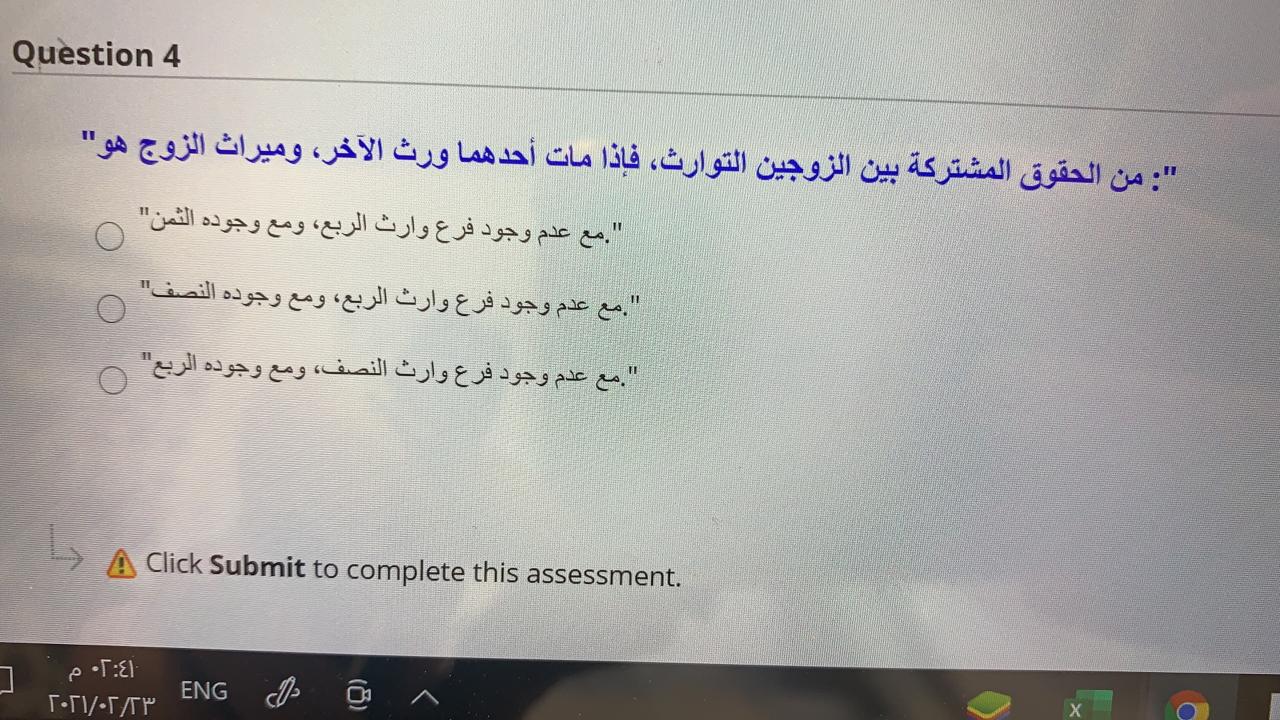 Question 4
": من الحقوق المشتركة بين الزوجين التوارث، فإذا مات أحدهما ورث الآخر، وميراث الزوج هو"
".مع عدم وجود فرع وارث الربع، ومع وجوده الثمن"
".مع عدم وجود فرع وارث الربع، ومع وجوده النصف"
".مع عدم وجود فرع وارث النصف، ومع وجوده الربع"
Click Submit to complete this assessment.
٠٢:٤١ م
ENG
٢٠٢١/٠٢/٢٣